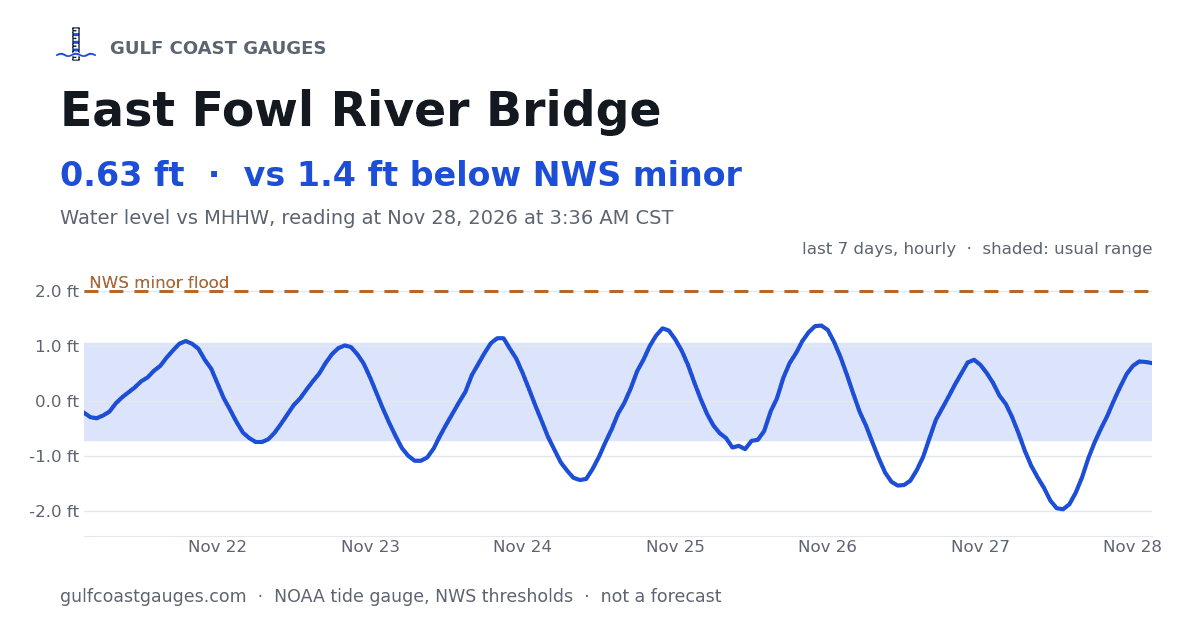 GULF COAST GAUGES
East Fowl River Bridge
0.63 ft · vs 1.4 ft below NWS minor
Water level vs MHHW, reading at Nov 28, 2026 at 3:36 AM CST
last 7 days, hourly · shaded: usual range
NWS minor flood
2.0 ft
1.0 ft
0.0 ft
-1.0 ft
-2.0 ft
Nov 22 Nov 23 Nov 24 Nov 25 Nov 26 Nov 27 Nov 28
gulfcoastgauges.com · NOAA tide gauge, NWS thresholds · not a forecast